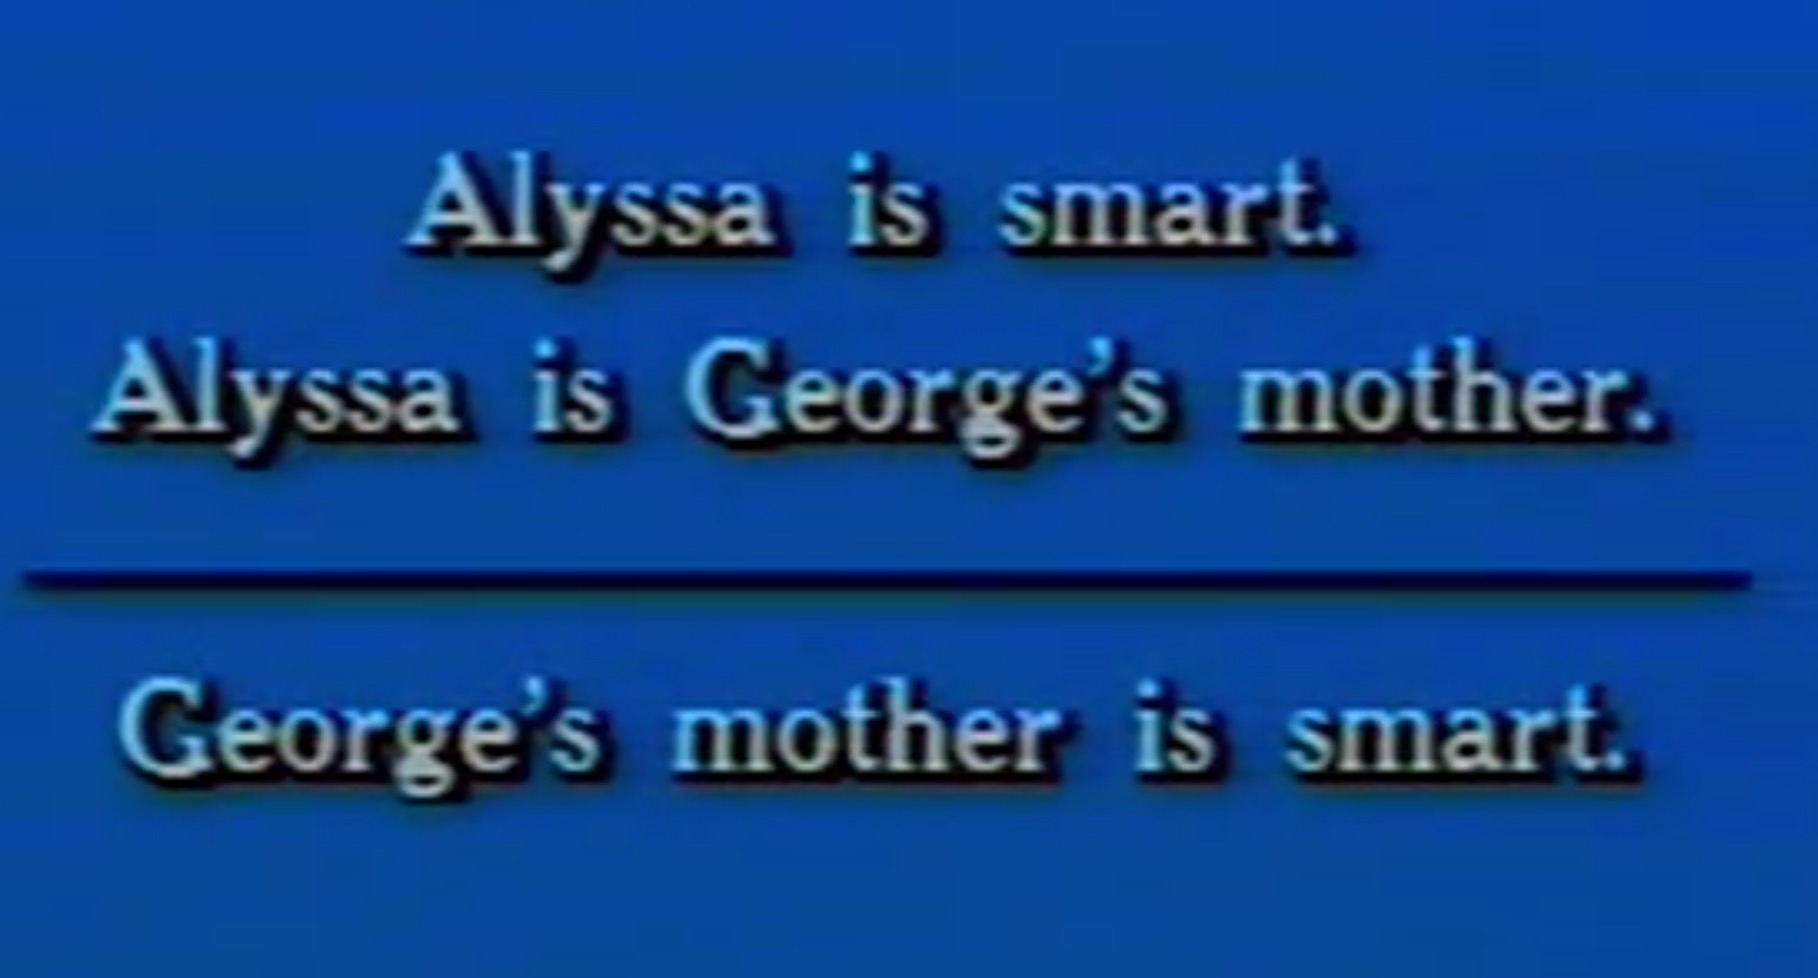 Alyssa is smart.
Alyssa is George’s mother.
George’s mother is smart.